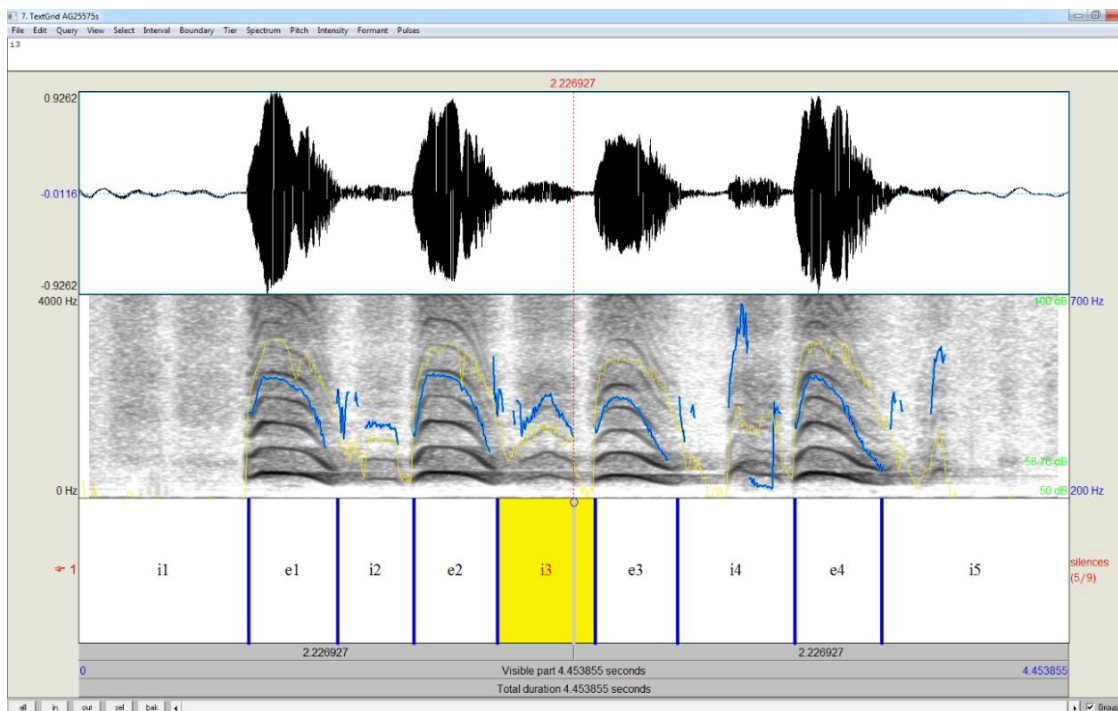 7. TextGrid AG25575s
File Edit Query View Select Interval Boundary Tier Spectrum Pitch Intensity Formant Pulses
i3
2.226927
0.9262
-0.0116
-0.9262
4000 Hz
100 dB
700 Hz
58.76 dB
0 Hz
50 dB
200 Hz
1
i1 e1 i2 e2 i3 e3 i4 e4 i5
silences
(5/9)
2.226927 2.226927
0 Visible part 4.453855 seconds 4.453855
Total duration 4.453855 seconds
all in out sel bak Group